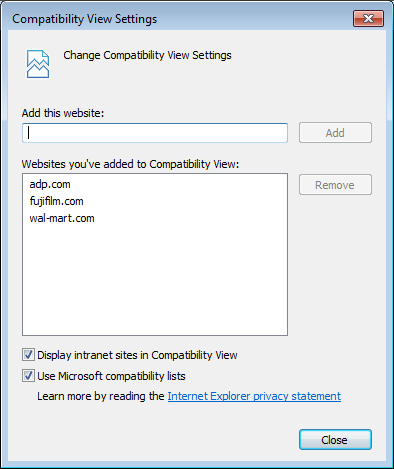 Compatibility View Settings
Change Compatibility View Settings
Add this website:
Add
Websites you've added to Compatibility View:
adp.com
Remove
fujifilm.com
wal-mart.com
Display intranet sites in Compatibility View
Use Microsoft compatibility lists
Learn more by reading the Internet Explorer privacy statement
Close